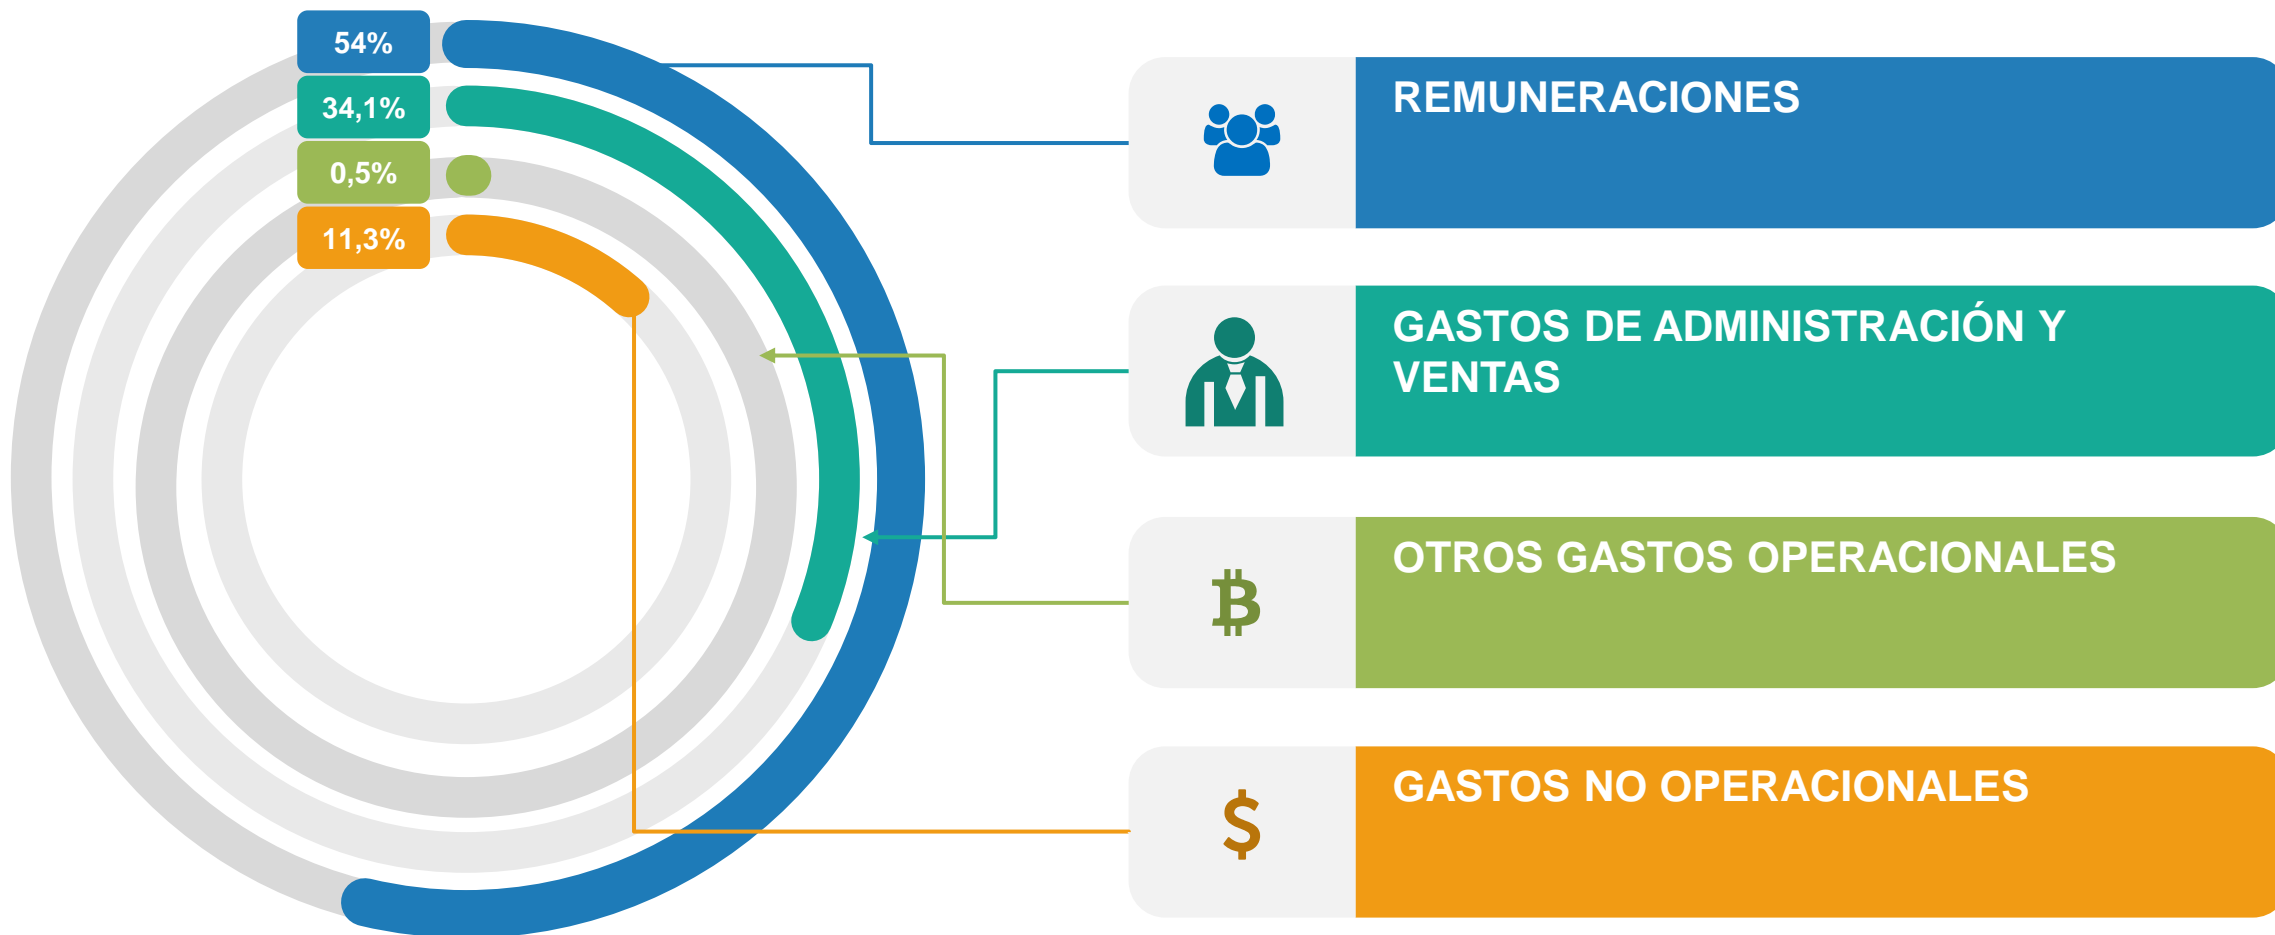 54%
34,1%
0,5%
11,3%
REMUNERACIONES
GASTOS DE ADMINISTRACIÓN Y
VENTAS
OTROS GASTOS OPERACIONALES
GASTOS NO OPERACIONALES